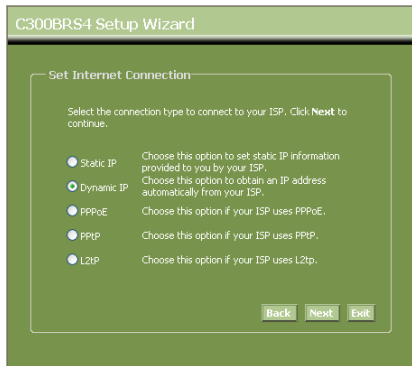 C300BRS4 Setup Wizard
Set Internet Connection
Select the connection type to connect to your ISP. Click Next to
continue.
Static IP
Choose this option to set static IP information
provided to you by your ISP.
Dynamic IP
Choose this option to obtain an IP address
automatically from your ISP.
PPPoE
Choose this option if your ISP uses PPPoE.
PPtP
Choose this option if your ISP uses PPtP.
L2tP
Choose this option if your ISP uses L2tp.
Back Next Exit